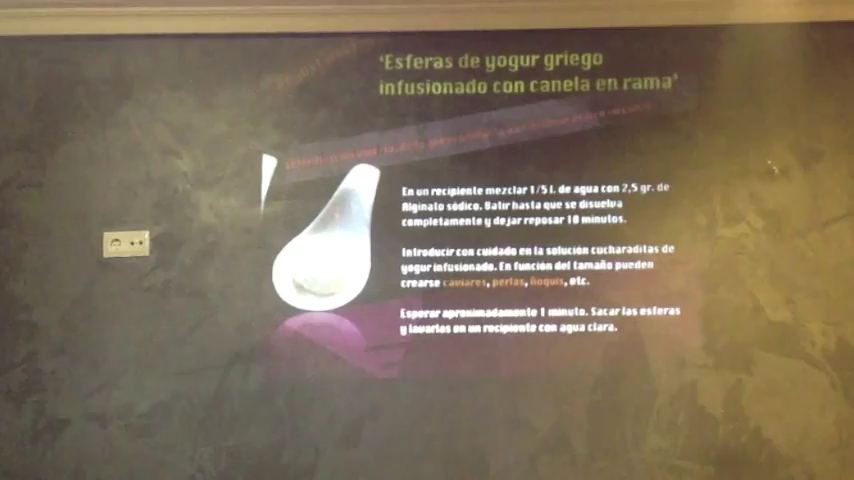 'Esferas de yogur griego
infusionado con canela en rama'
En un recipiente mezclar 1/5 l. de agua con 2,5 gr. de
Alginato sódico. Batir hasta que se disuelva
completamente y dejar reposar 10 minutos.
Introducir con cuidado en la solución cucharaditas de
yogur infusionado. En función del tamaño pueden
crearse caviares, perlas, ñoquis, etc.
Esperar aproximadamente 1 minuto. Sacar las esferas
y lavarlas en un recipiente con agua clara.